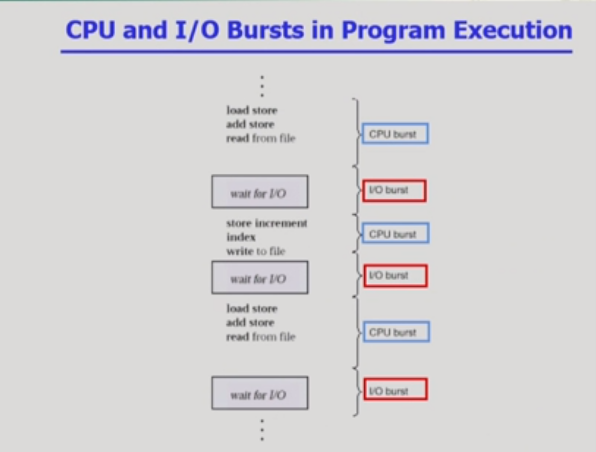 CPU and I/O Bursts in Program Execution
load store
add store
read from file
CPU burst
wait for I/O
I/O burst
store increment
index
write to file
CPU burst
wait for I/O
I/O burst
load store
add store
read from file
CPU burst
wait for I/O
I/O burst